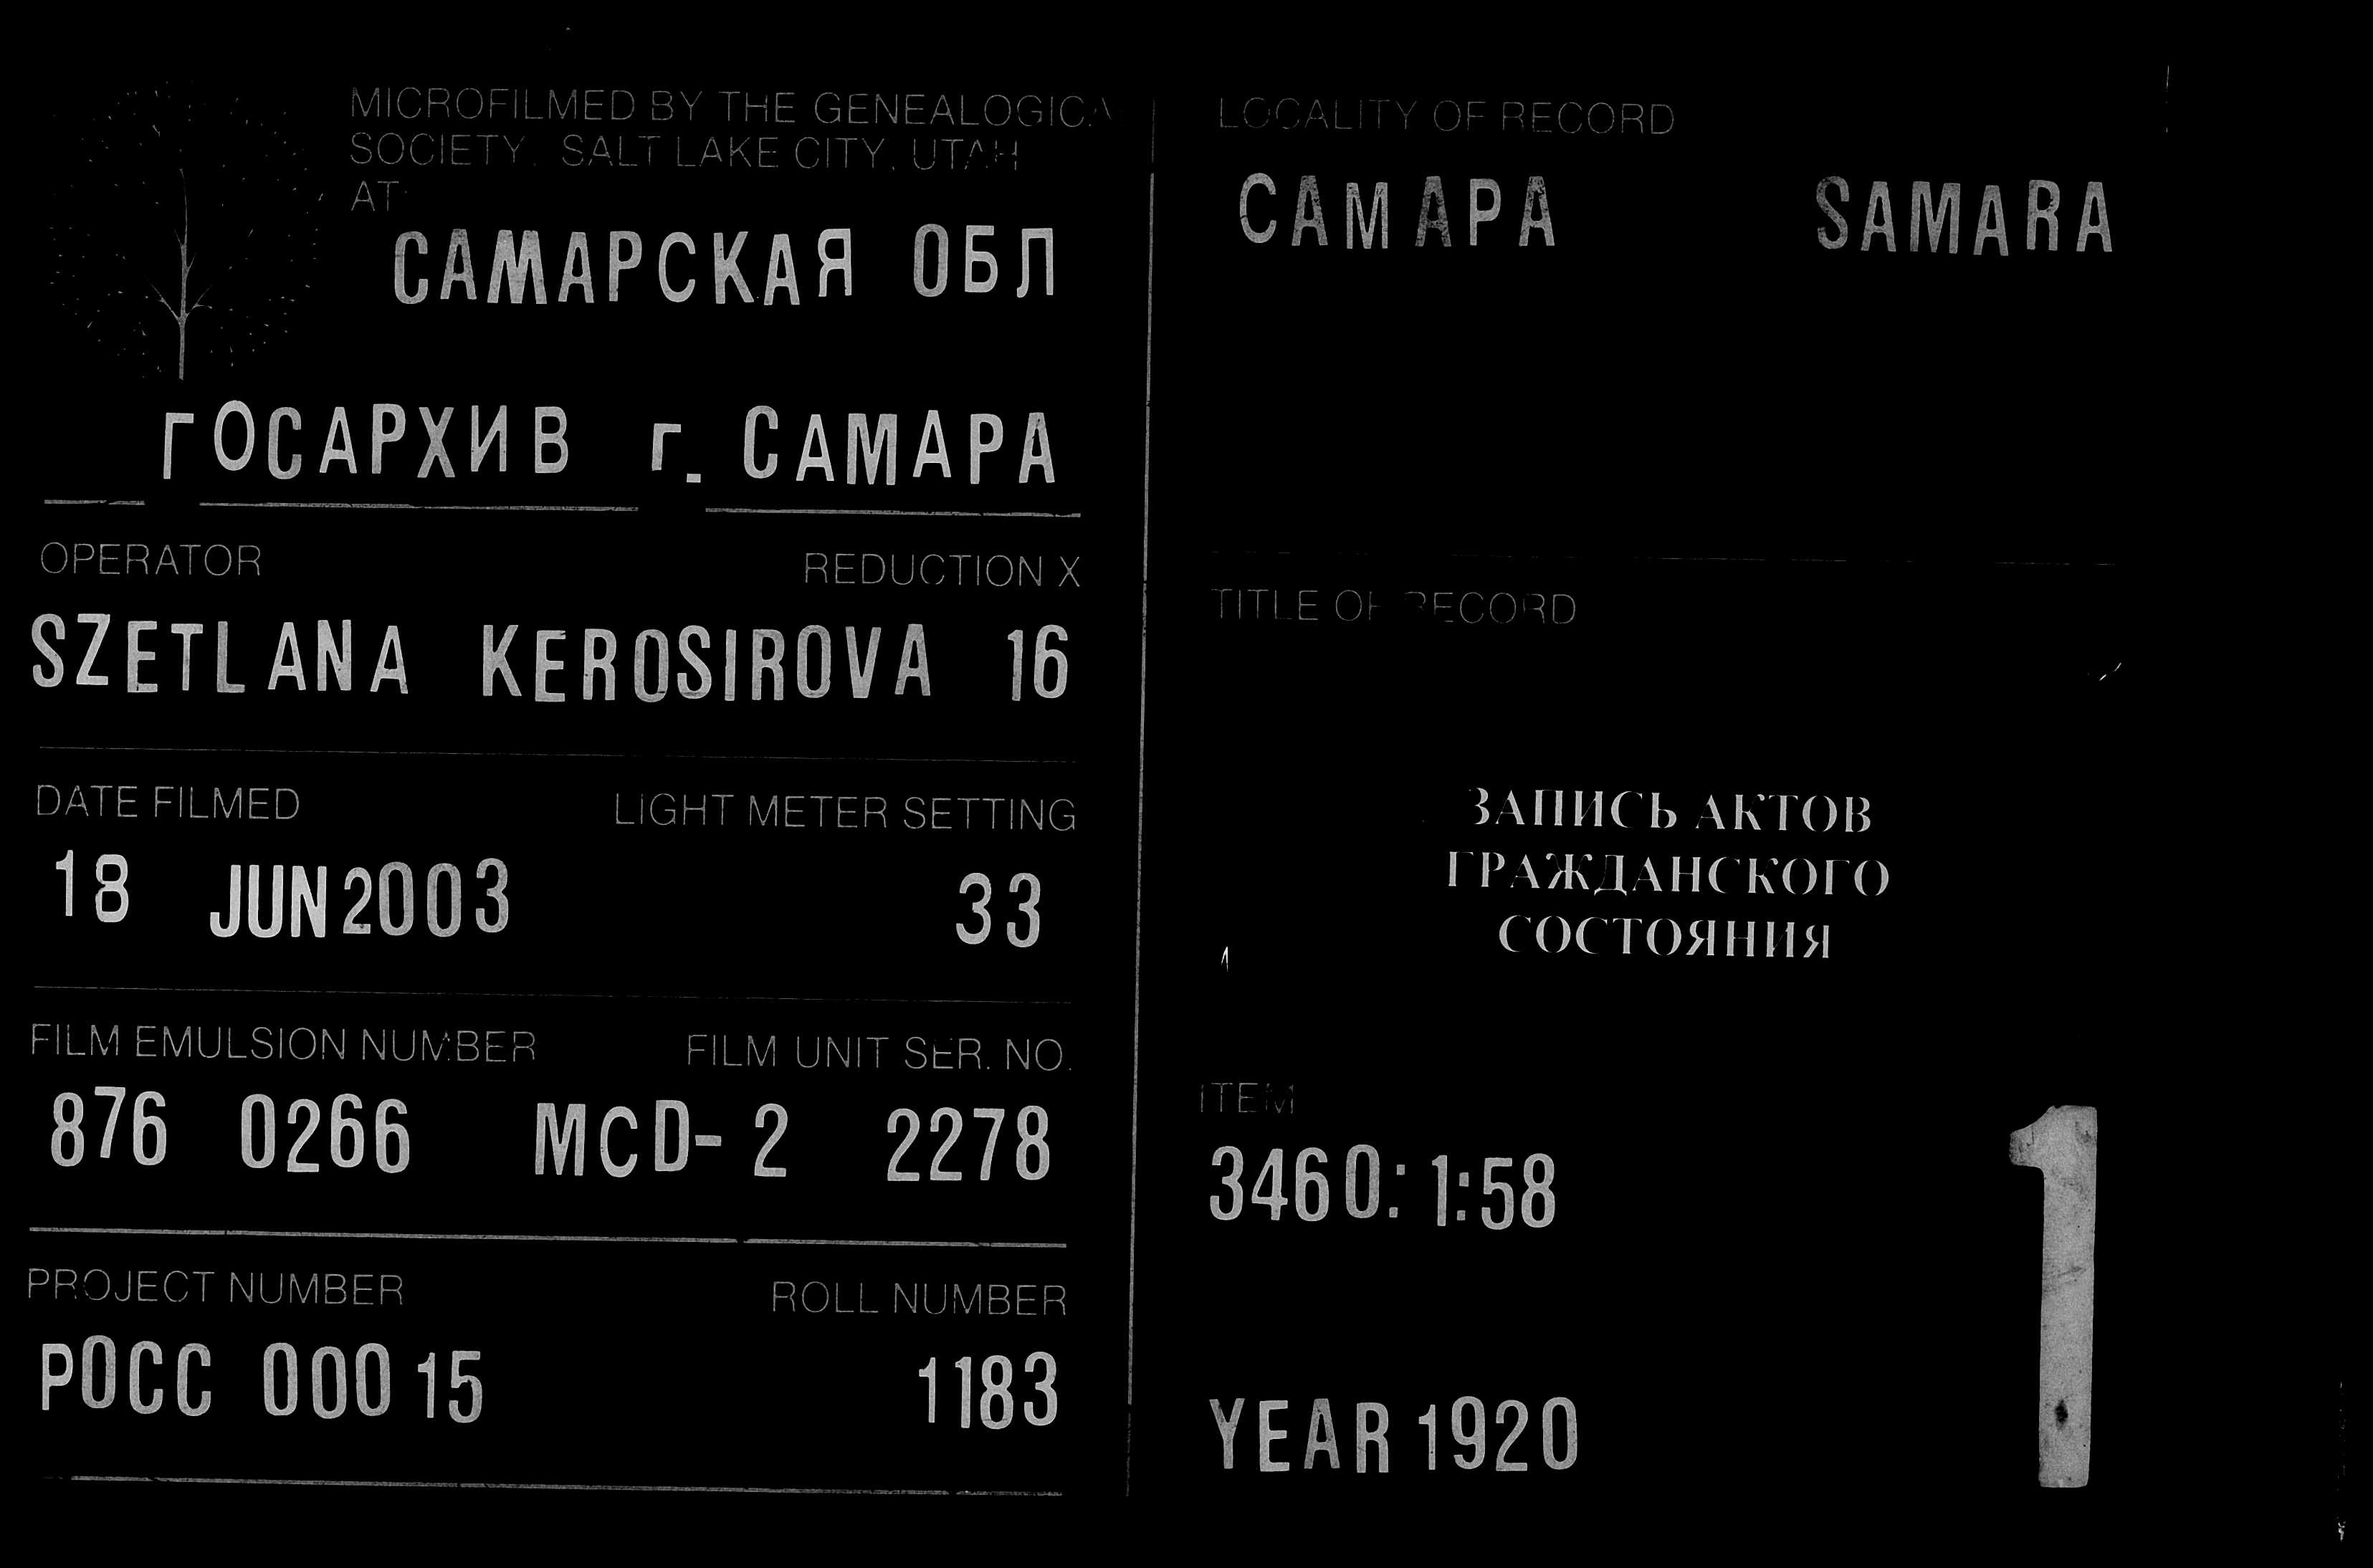 MICROFILMED BY THE GENEALOGICA
SOCIETY, SALT LAKE CITY, UTAH
AT
САМАРСКАЯ ОБЛ
ГОСАРХИВ г. САМАРА
OPERATOR REDUCTION X
SZETLANA KEROSIROVA 16
DATE FILMED LIGHT METER SETTING
18 JUN 2003 33
FILM EMULSION NUMBER FILM UNIT SER. NO.
876 0266 MCD-2 2278
PROJECT NUMBER ROLL NUMBER
РОСС 00015 1183
LOCALITY OF RECORD
САМАРА SAMARA
TITLE OF RECORD
ЗАПИСЬ АКТОВ
ГРАЖДАНСКОГО
СОСТОЯНИЯ
ITEM
3460:1:58
1
YEAR 1920